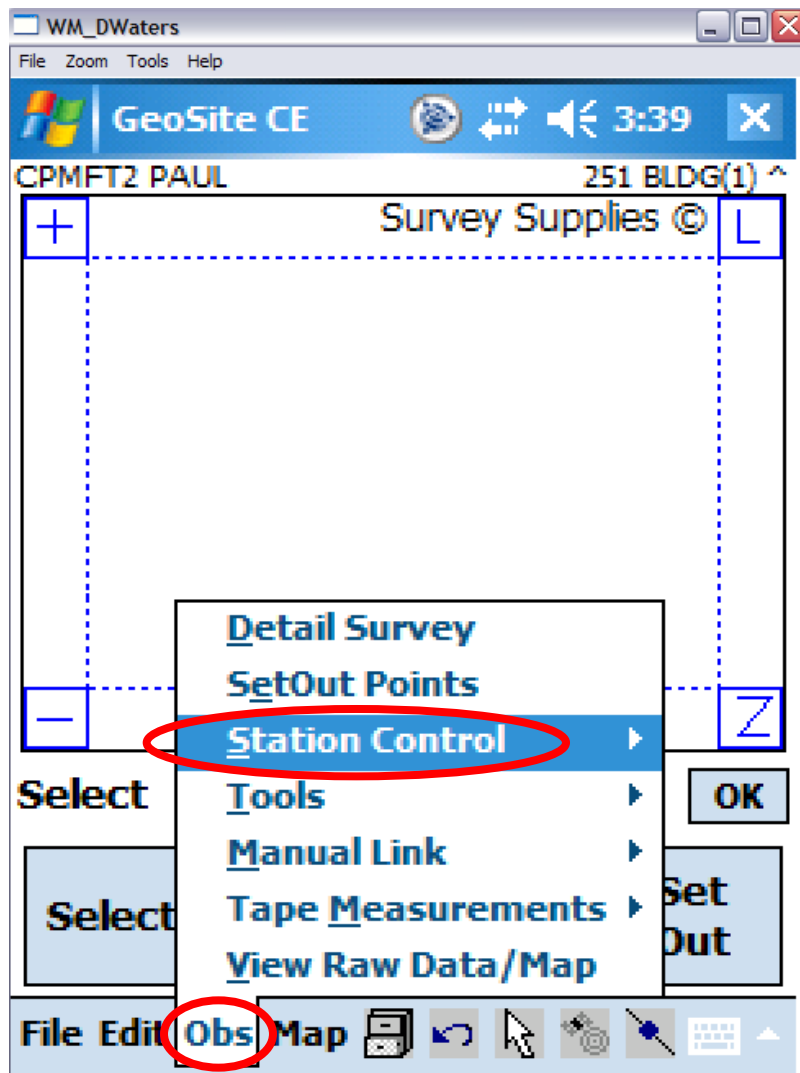 WM_DWaters
File Zoom Tools Help
GeoSite CE 3:39
CPMFT2 PAUL 251 BLDG(1) ^
+ Survey Supplies © L
Detail Survey
SetOut Points
– Station Control Z
Select Tools OK
Manual Link
Select Tape Measurements Set
View Raw Data/Map Out
File Edit Obs Map